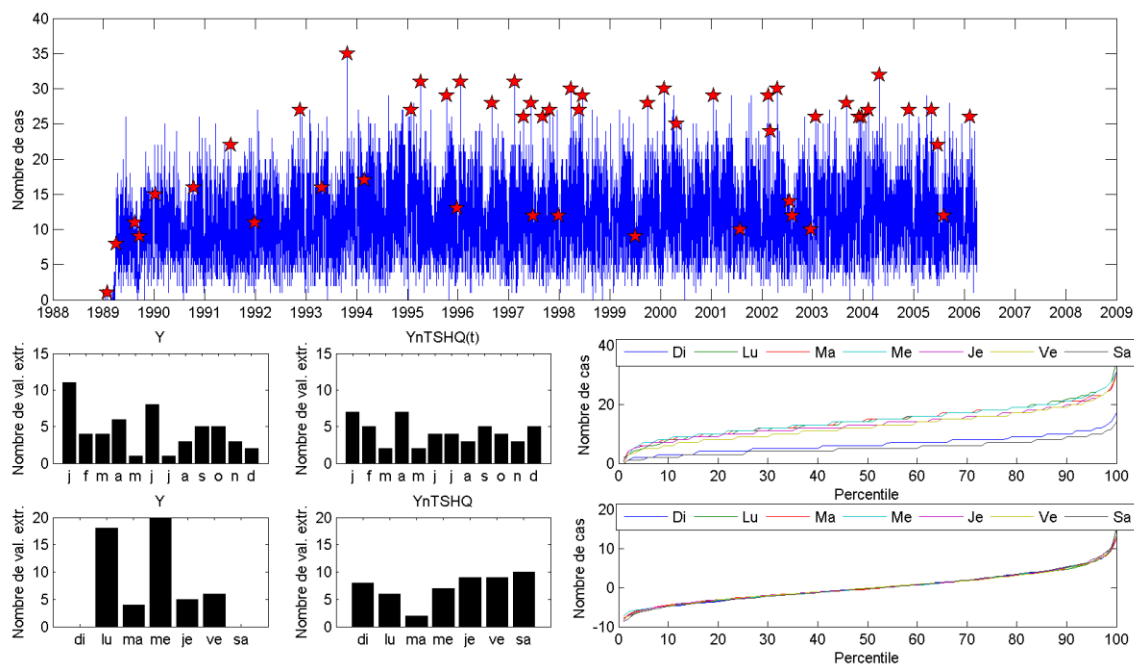 40
35
30
25
20
15
10
5
0
Nombre de cas
1988 1989 1990 1991 1992 1993 1994 1995 1996 1997 1998 1999 2000 2001 2002 2003 2004 2005 2006 2007 2008 2009
Y
15
10
5
0
Nombre de val. extr.
j f m a m j j a s o n d
YnTSHQ(t)
15
10
5
0
Nombre de val. extr.
j f m a m j j a s o n d
Di Lu Ma Me Je Ve Sa
40
20
0
Nombre de cas
0 10 20 30 40 50 60 70 80 90 100
Percentile
Y
20
15
10
5
0
Nombre de val. extr.
di lu ma me je ve sa
YnTSHQ
20
15
10
5
0
Nombre de val. extr.
di lu ma me je ve sa
Di Lu Ma Me Je Ve Sa
20
10
0
-10
Nombre de cas
0 10 20 30 40 50 60 70 80 90 100
Percentile